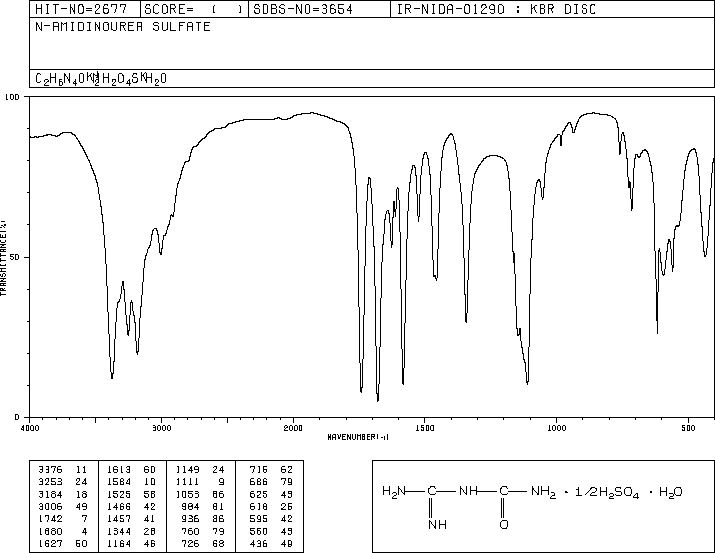 HIT-NO=2677 SCORE= ( ) SDBS-NO=3654 IR-NIDA-01290 : KBR DISC
N-AMIDINOUREA SULFATE
100
50
0
TRANSMITTANCE(%)
4000 3000 2000 1500 1000 500
WAVENUMBER(-1)
3376 11 1613 60 1149 24 716 62
3253 24 1584 10 1111 9 686 79
3184 18 1525 58 1053 66 625 49
3006 49 1466 42 984 81 618 26
1742 7 1457 41 936 86 595 42
1680 4 1344 28 760 79 560 49
1627 60 1164 46 726 68 436 49
H₂N C NH C NH₂ · 1/2H₂SO₄ · H₂O
NH O